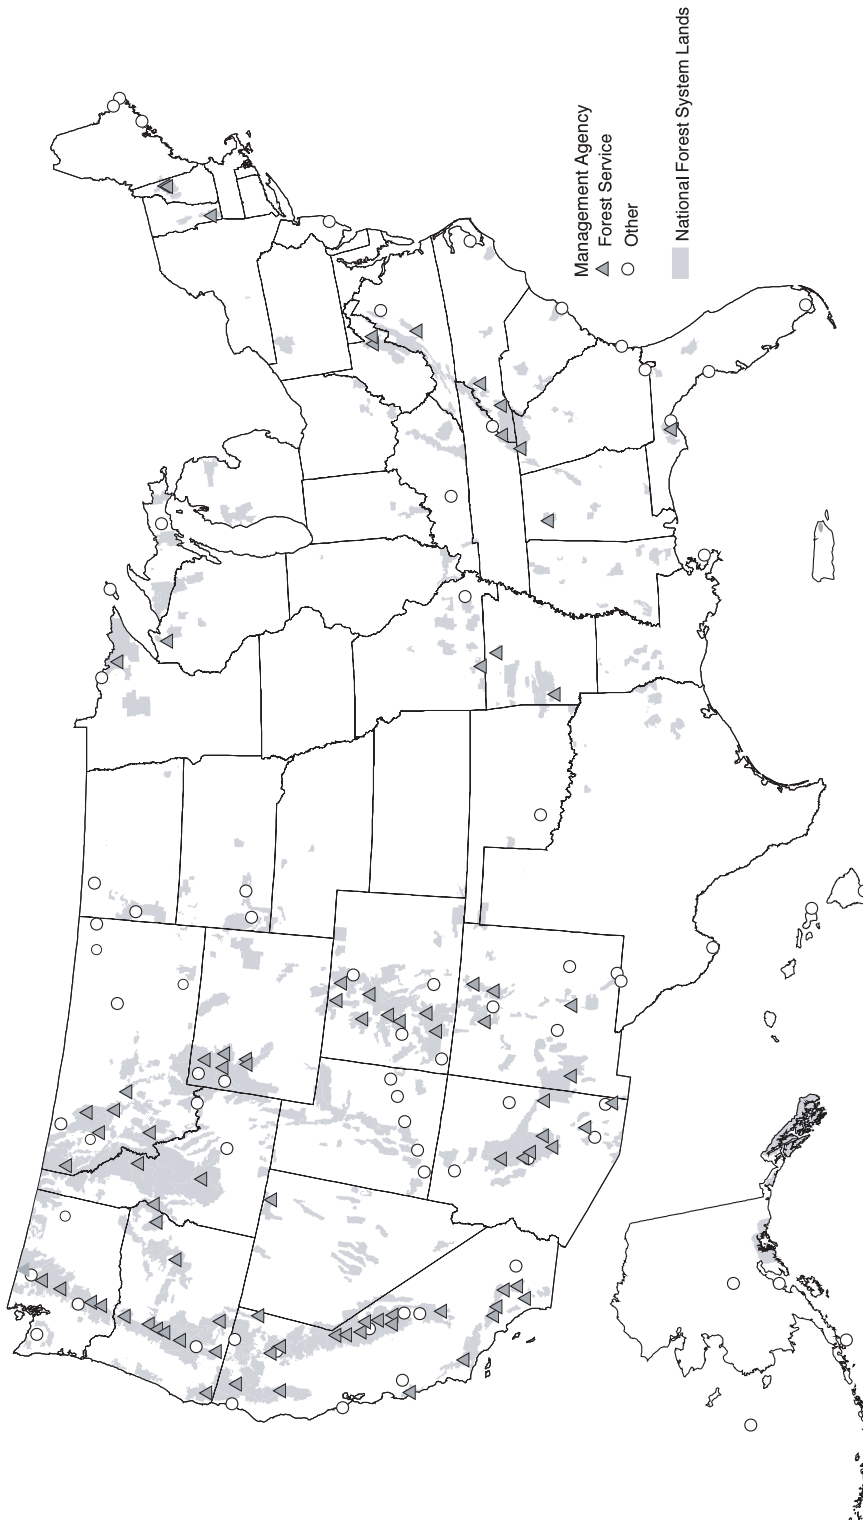 Management Agency
Forest Service
Other
National Forest System Lands